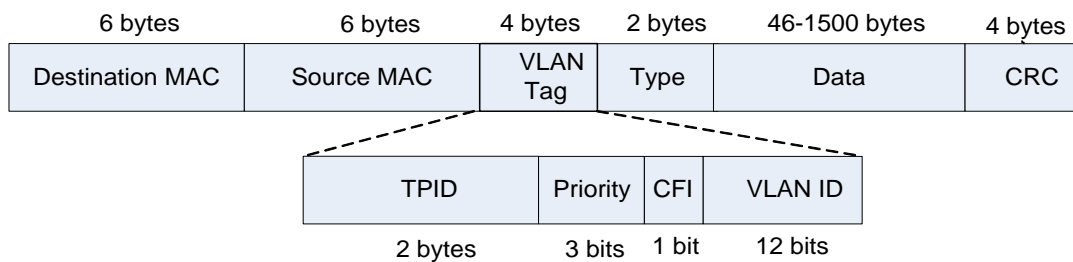 6 bytes 6 bytes 4 bytes 2 bytes 46-1500 bytes 4 bytes
Destination MAC Source MAC VLAN Tag Type Data CRC
TPID Priority CFI VLAN ID
2 bytes 3 bits 1 bit 12 bits